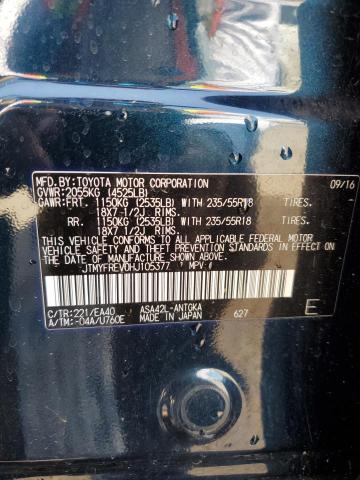 MFD.BY:TOYOTA MOTOR CORPORATION 09/16
GVWR:2055KG (4525LB)
GAWR:FRT. 1150KG (2535LB) WITH 235/55R18
18X7-1/2J RIMS.
RR. 1150KG (2535LB) WITH 235/55R18
18X7-1/2J RIMS.
THIS VEHICLE CONFORMS TO ALL APPLICABLE FEDERAL MOTOR
VEHICLE SAFETY, BUMPER, AND THEFT PREVENTION
STANDARDS IN EFFECT ON THE DATE OF
MANUFACTURE SHOWN ABOVE.
JTMYFREV0HJ105377 MPV
C/TR:221/EA40 ASA42L-ANTGKA
A/TM:-04A/U760E MADE IN JAPAN 627 E